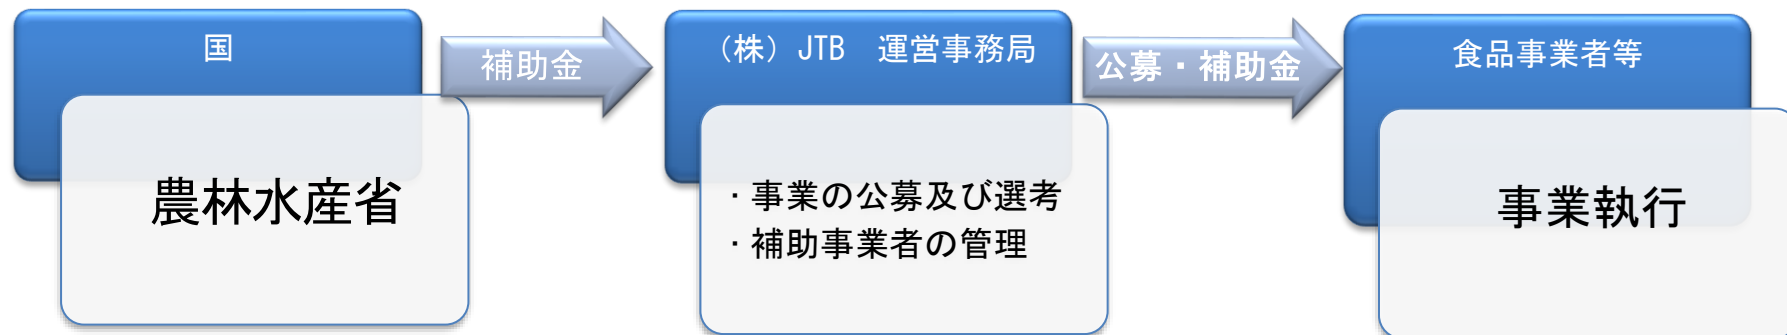 国
農林水産省
補助金
（株）JTB　運営事務局
・事業の公募及び選考
・補助事業者の管理
公募・補助金
食品事業者等
事業執行